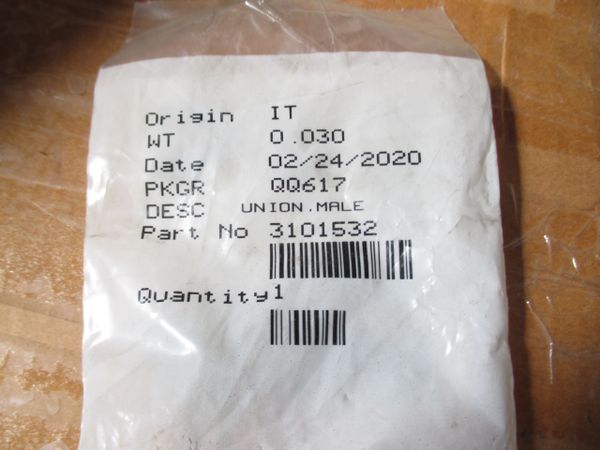 Origin IT
WT 0.030
Date 02/24/2020
PKGR QQ617
DESC UNION.MALE
Part No 3101532
Quantity1